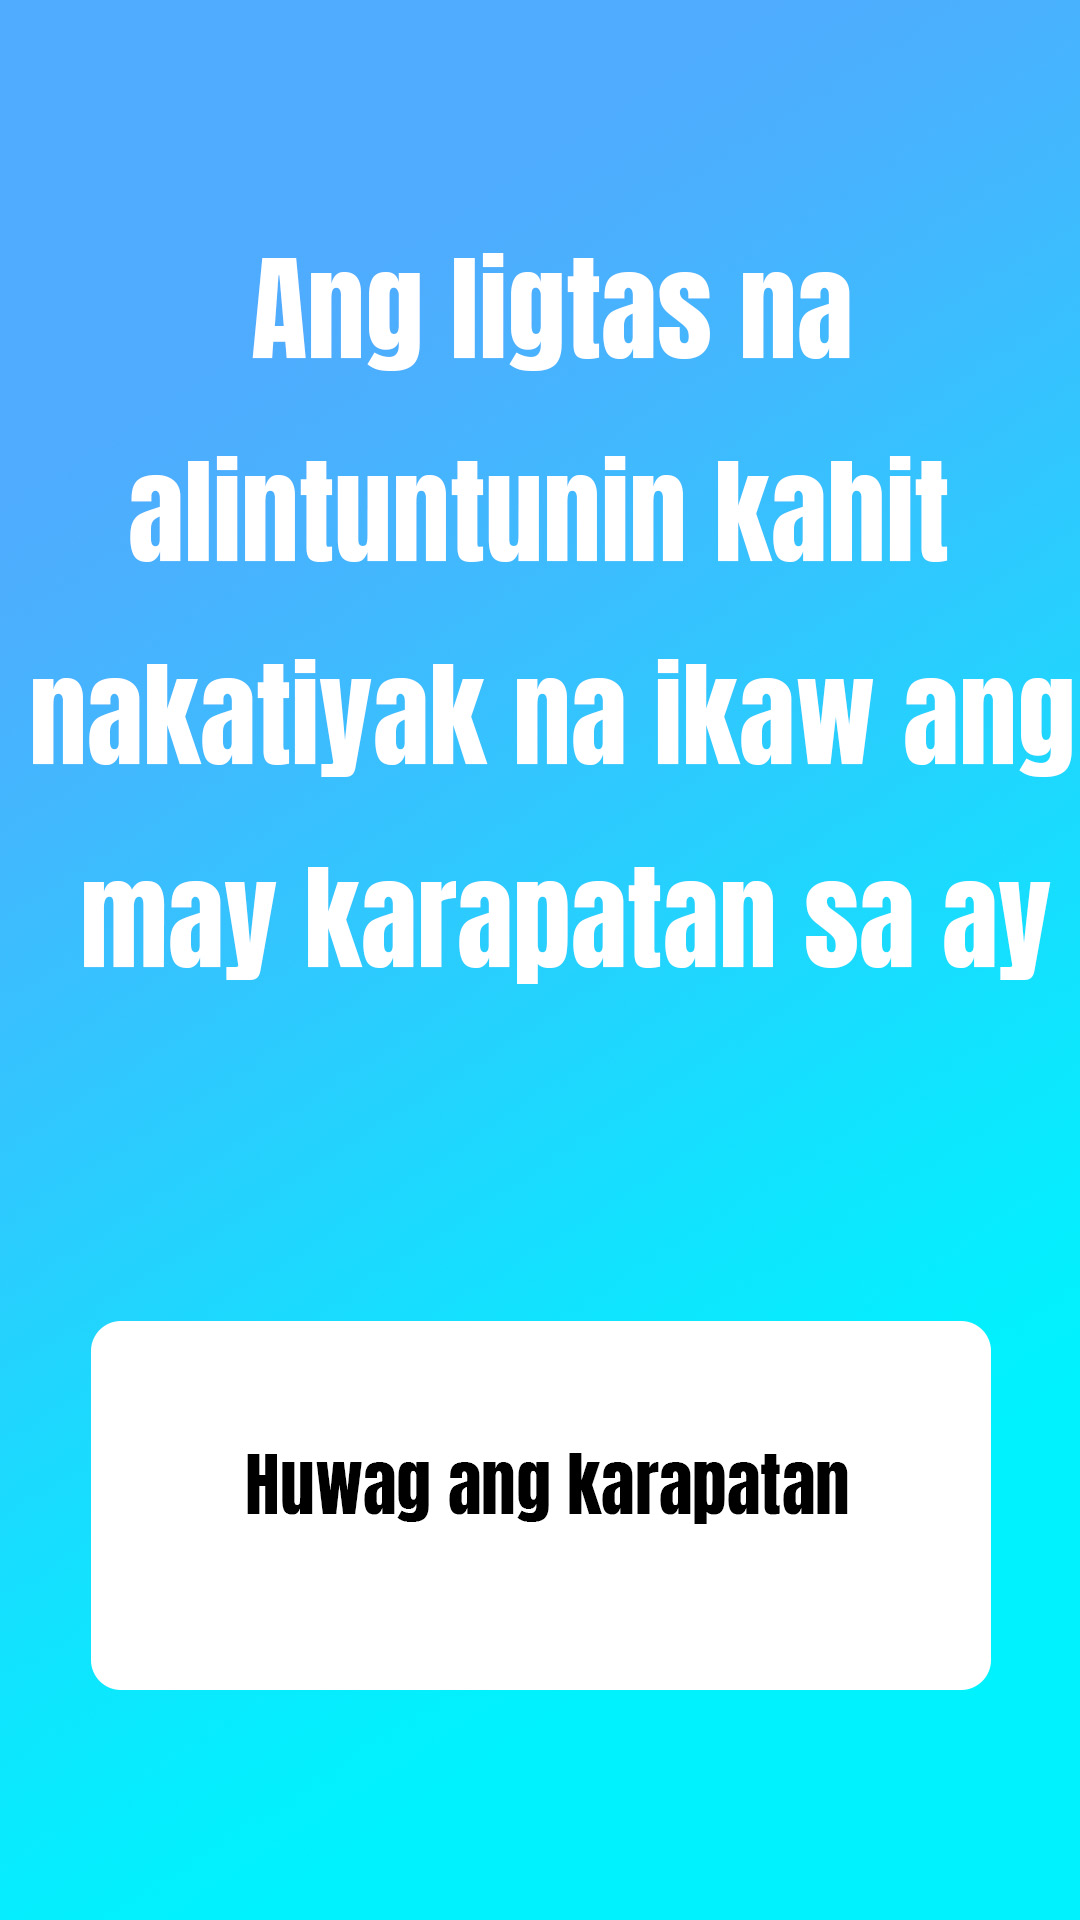 Ang ligtas na
alintuntunin kahit
nakatiyak na ikaw ang
may karapatan sa ay
Huwag ang karapatan